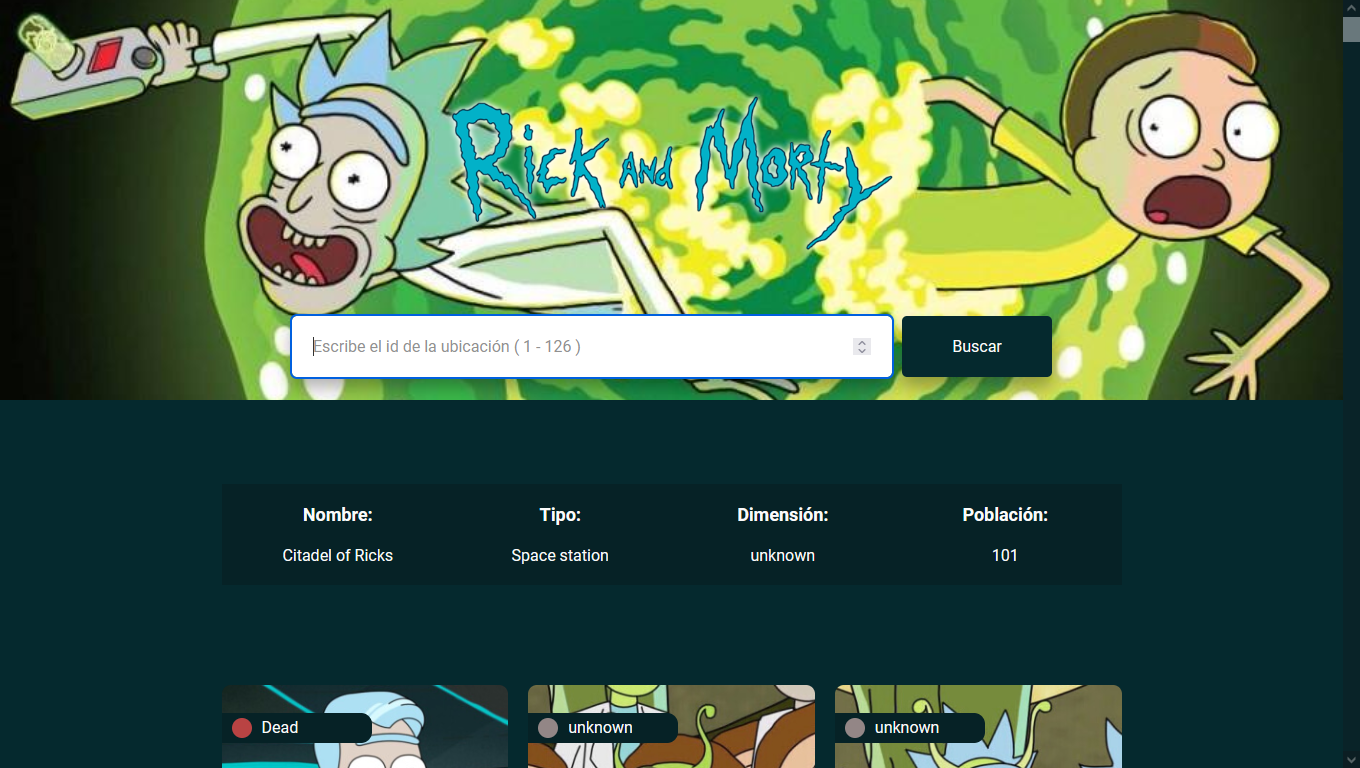 Rick and Morty
Escribe el id de la ubicación ( 1 - 126 )
Buscar
Nombre: Tipo: Dimensión: Población:
Citadel of Ricks Space station unknown 101
Dead unknown unknown